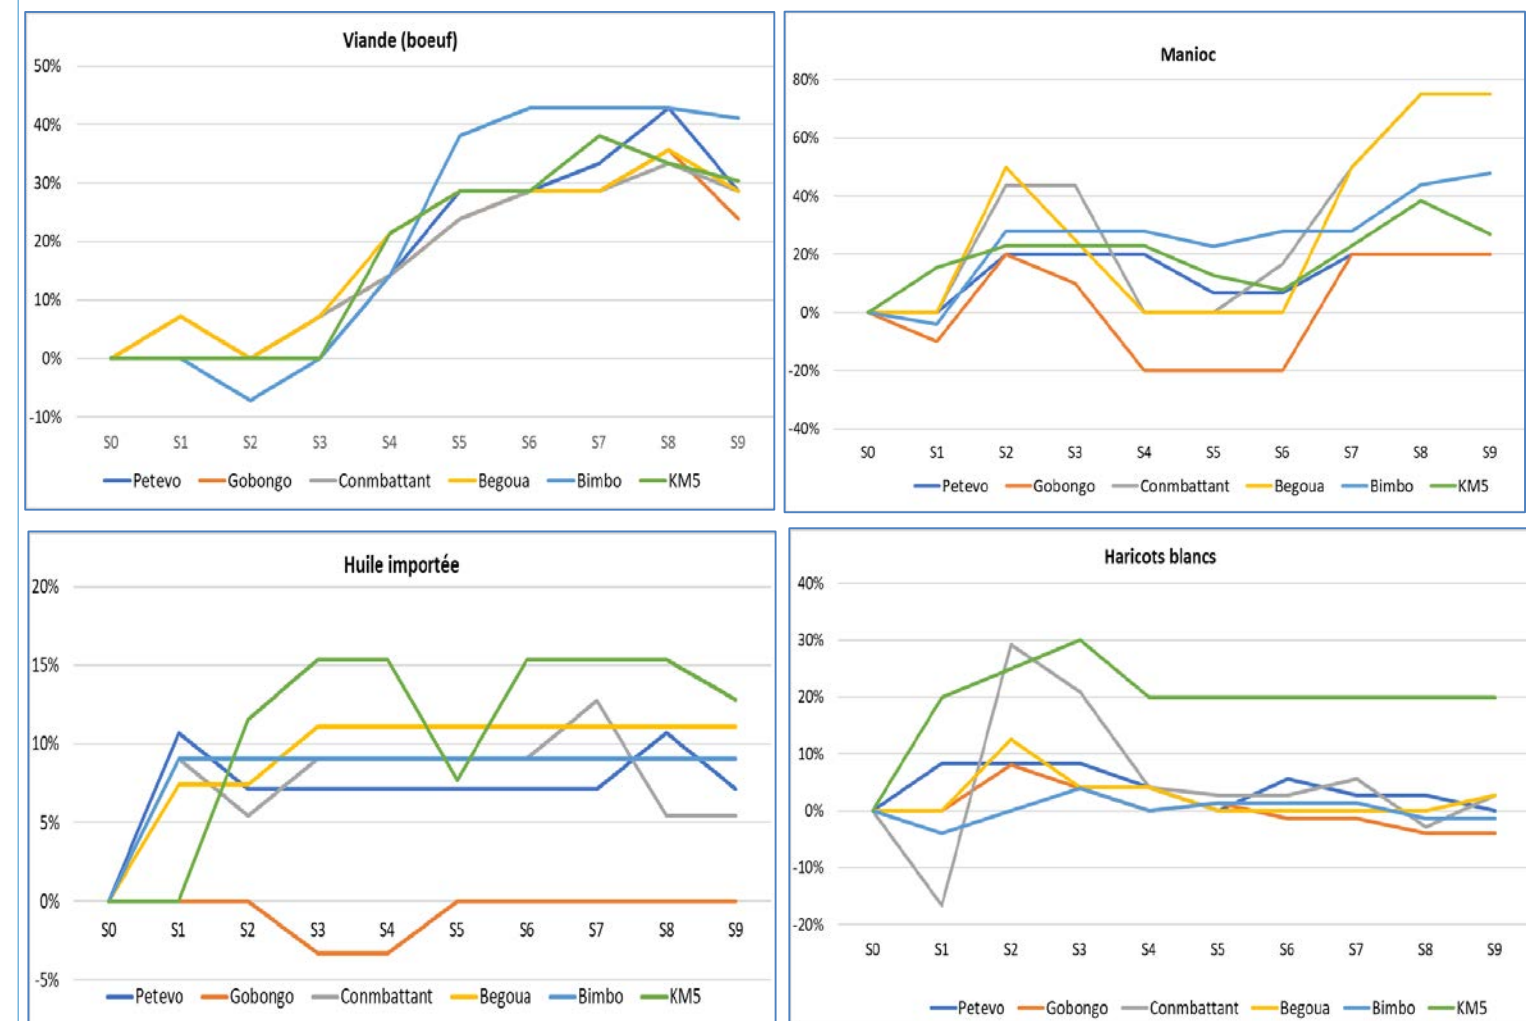 Viande (boeuf)
50%
40%
30%
20%
10%
0%
-10%
S0 S1 S2 S3 S4 S5 S6 S7 S8 S9
Petevo Gobongo Conmbattant Begoua Bimbo KM5
Manioc
80%
60%
40%
20%
0%
-20%
-40%
S0 S1 S2 S3 S4 S5 S6 S7 S8 S9
Petevo Gobongo Conmbattant Begoua Bimbo KM5
Huile importée
20%
15%
10%
5%
0%
S0 S1 S2 S3 S4 S5 S6 S7 S8 S9
-5%
Petevo Gobongo Conmbattant Begoua Bimbo KM5
Haricots blancs
40%
30%
20%
10%
0%
-10%
-20%
S0 S1 S2 S3 S4 S5 S6 S7 S8 S9
Petevo Gobongo Conmbattant Begoua Bimbo KM5